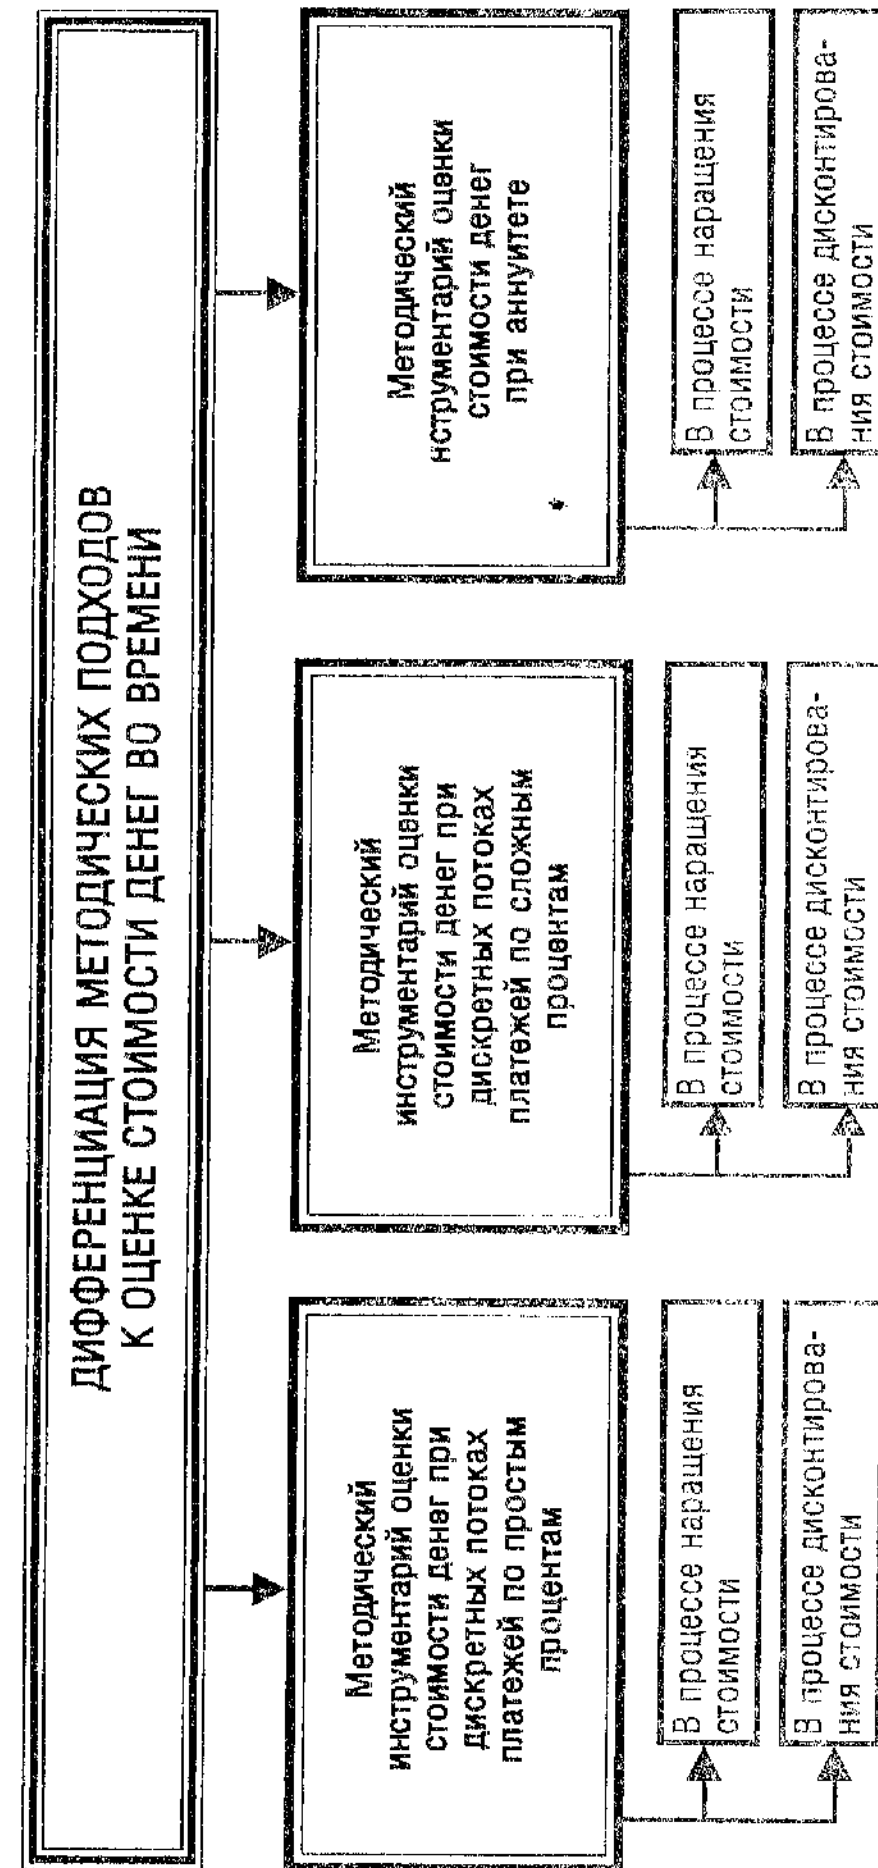 ДИФФЕРЕНЦИАЦИЯ МЕТОДИЧЕСКИХ ПОДХОДОВ
К ОЦЕНКЕ СТОИМОСТИ ДЕНЕГ ВО ВРЕМЕНИ
Методический
инструментарий оценки
стоимости денег при
дискретных потоках
платежей по простым
процентам
В процессе наращения
стоимости
В процессе дисконтирова-
ния стоимости
Методический
инструментарий оценки
стоимости денег при
дискретных потоках
платежей по сложным
процентам
В процессе наращения
стоимости
В процессе дисконтирова-
ния стоимости
Методический
нструментарий оценки
стоимости денег
при аннуитете
В процессе наращения
стоимости
В процессе дисконтирова-
ния стоимости